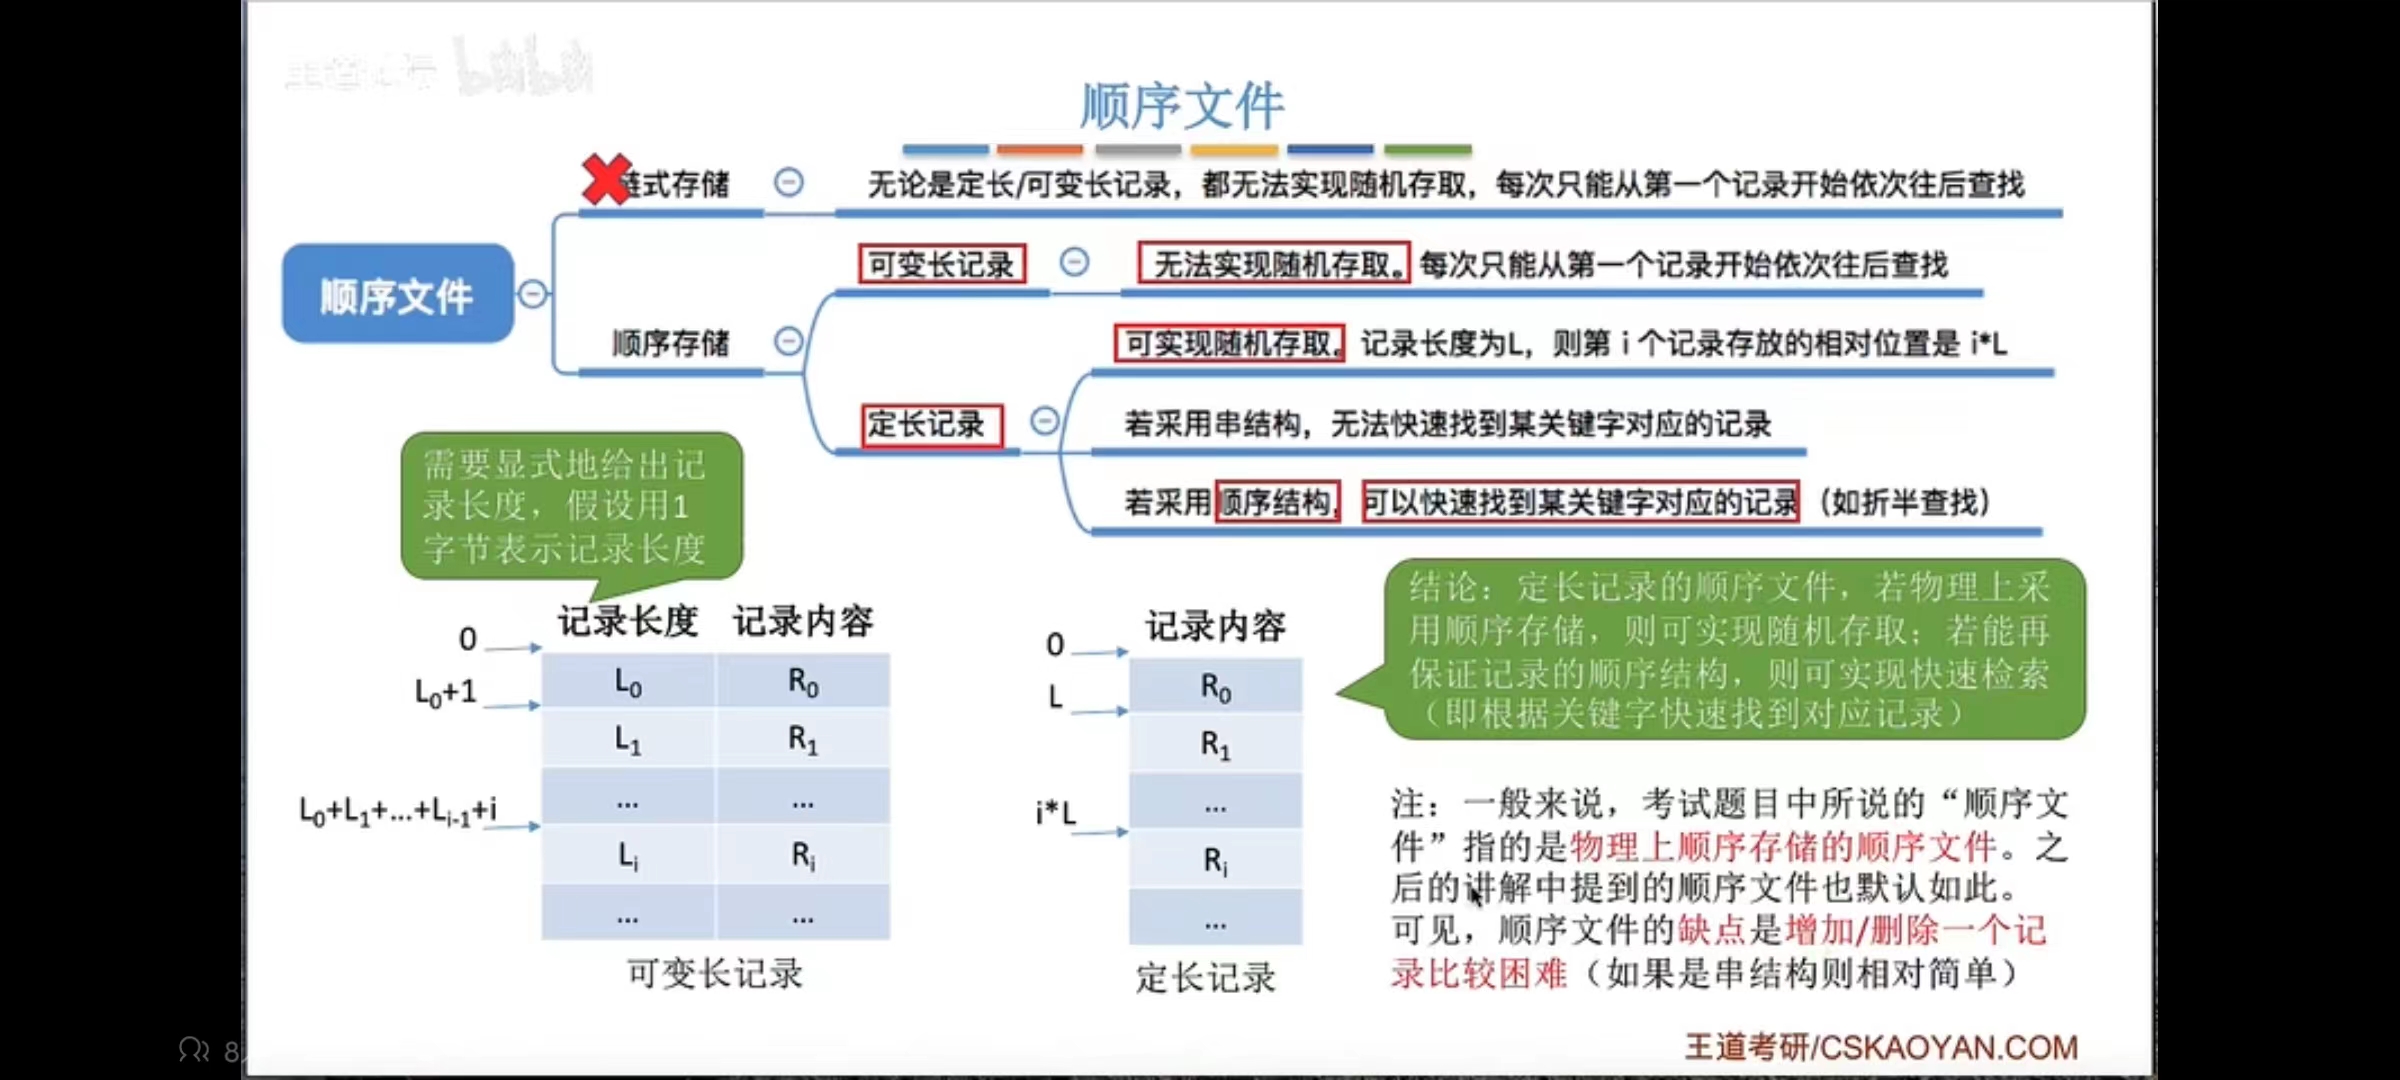 顺序文件
链式存储
无论是定长/可变长记录，都无法实现随机存取，每次只能从第一个记录开始依次往后查找
顺序文件
可变长记录
无法实现随机存取。每次只能从第一个记录开始依次往后查找
顺序存储
可实现随机存取。记录长度为L，则第 i 个记录存放的相对位置是 i*L
定长记录
若采用串结构，无法快速找到某关键字对应的记录
若采用顺序结构，可以快速找到某关键字对应的记录（如折半查找）
需要显式地给出记
录长度，假设用1
字节表示记录长度
记录长度 记录内容
0
L₀ R₀
L₀+1
L₁ R₁
... ...
L₀+L₁+...+Lᵢ₋₁+i
Lᵢ Rᵢ
... ...
可变长记录
记录内容
0
R₀
L
R₁
...
i*L
Rᵢ
...
定长记录
结论：定长记录的顺序文件，若物理上采
用顺序存储，则可实现随机存取；若能再
保证记录的顺序结构，则可实现快速检索
（即根据关键字快速找到对应记录）
注：一般来说，考试题目中所说的“顺序文
件”指的是物理上顺序存储的顺序文件。之
后的讲解中提到的顺序文件也默认如此。
可见，顺序文件的缺点是增加/删除一个记
录比较困难（如果是串结构则相对简单）
王道考研/CSKAOYAN.COM